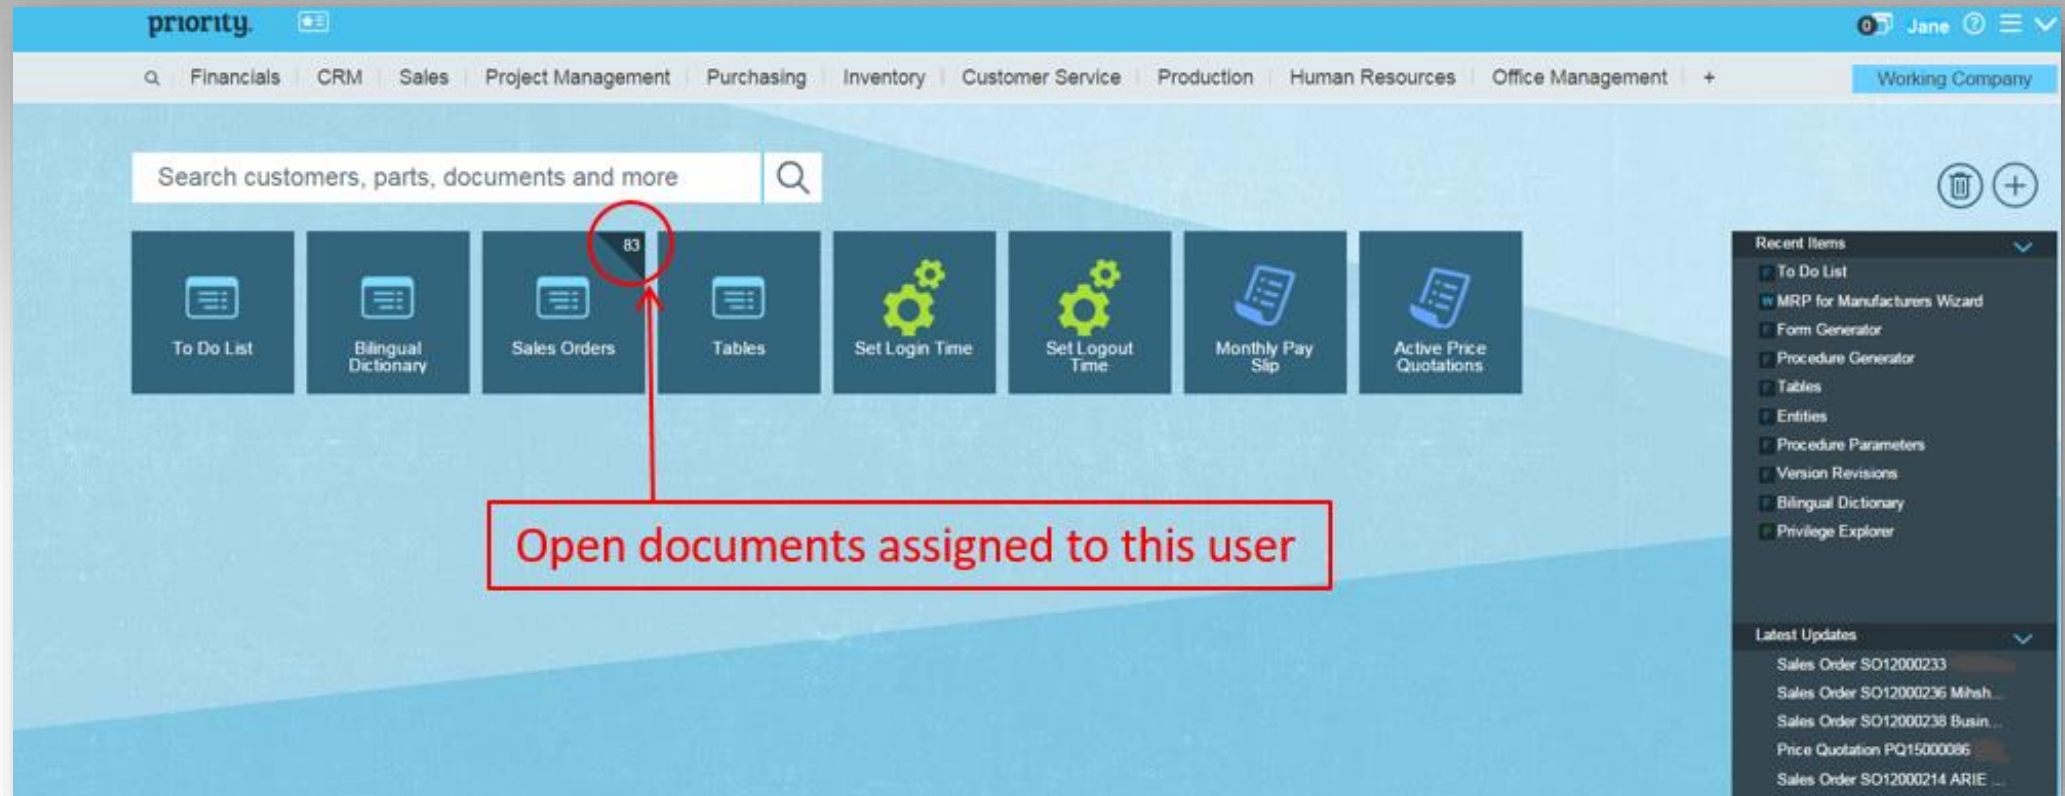 priority.
0 Jane
Financials CRM Sales Project Management Purchasing Inventory Customer Service Production Human Resources Office Management + Working Company
Search customers, parts, documents and more
83
To Do List
Bilingual
Dictionary
Sales Orders
Tables
Set Login Time
Set Logout
Time
Monthly Pay
Slip
Active Price
Quotations
Open documents assigned to this user
Recent Items
To Do List
MRP for Manufacturers Wizard
Form Generator
Procedure Generator
Tables
Entities
Procedure Parameters
Version Revisions
Bilingual Dictionary
Privilege Explorer
Latest Updates
Sales Order SO12000233
Sales Order SO12000236 Mihsh...
Sales Order SO12000238 Busin...
Price Quotation PQ15000086
Sales Order SO12000214 ARIE ...